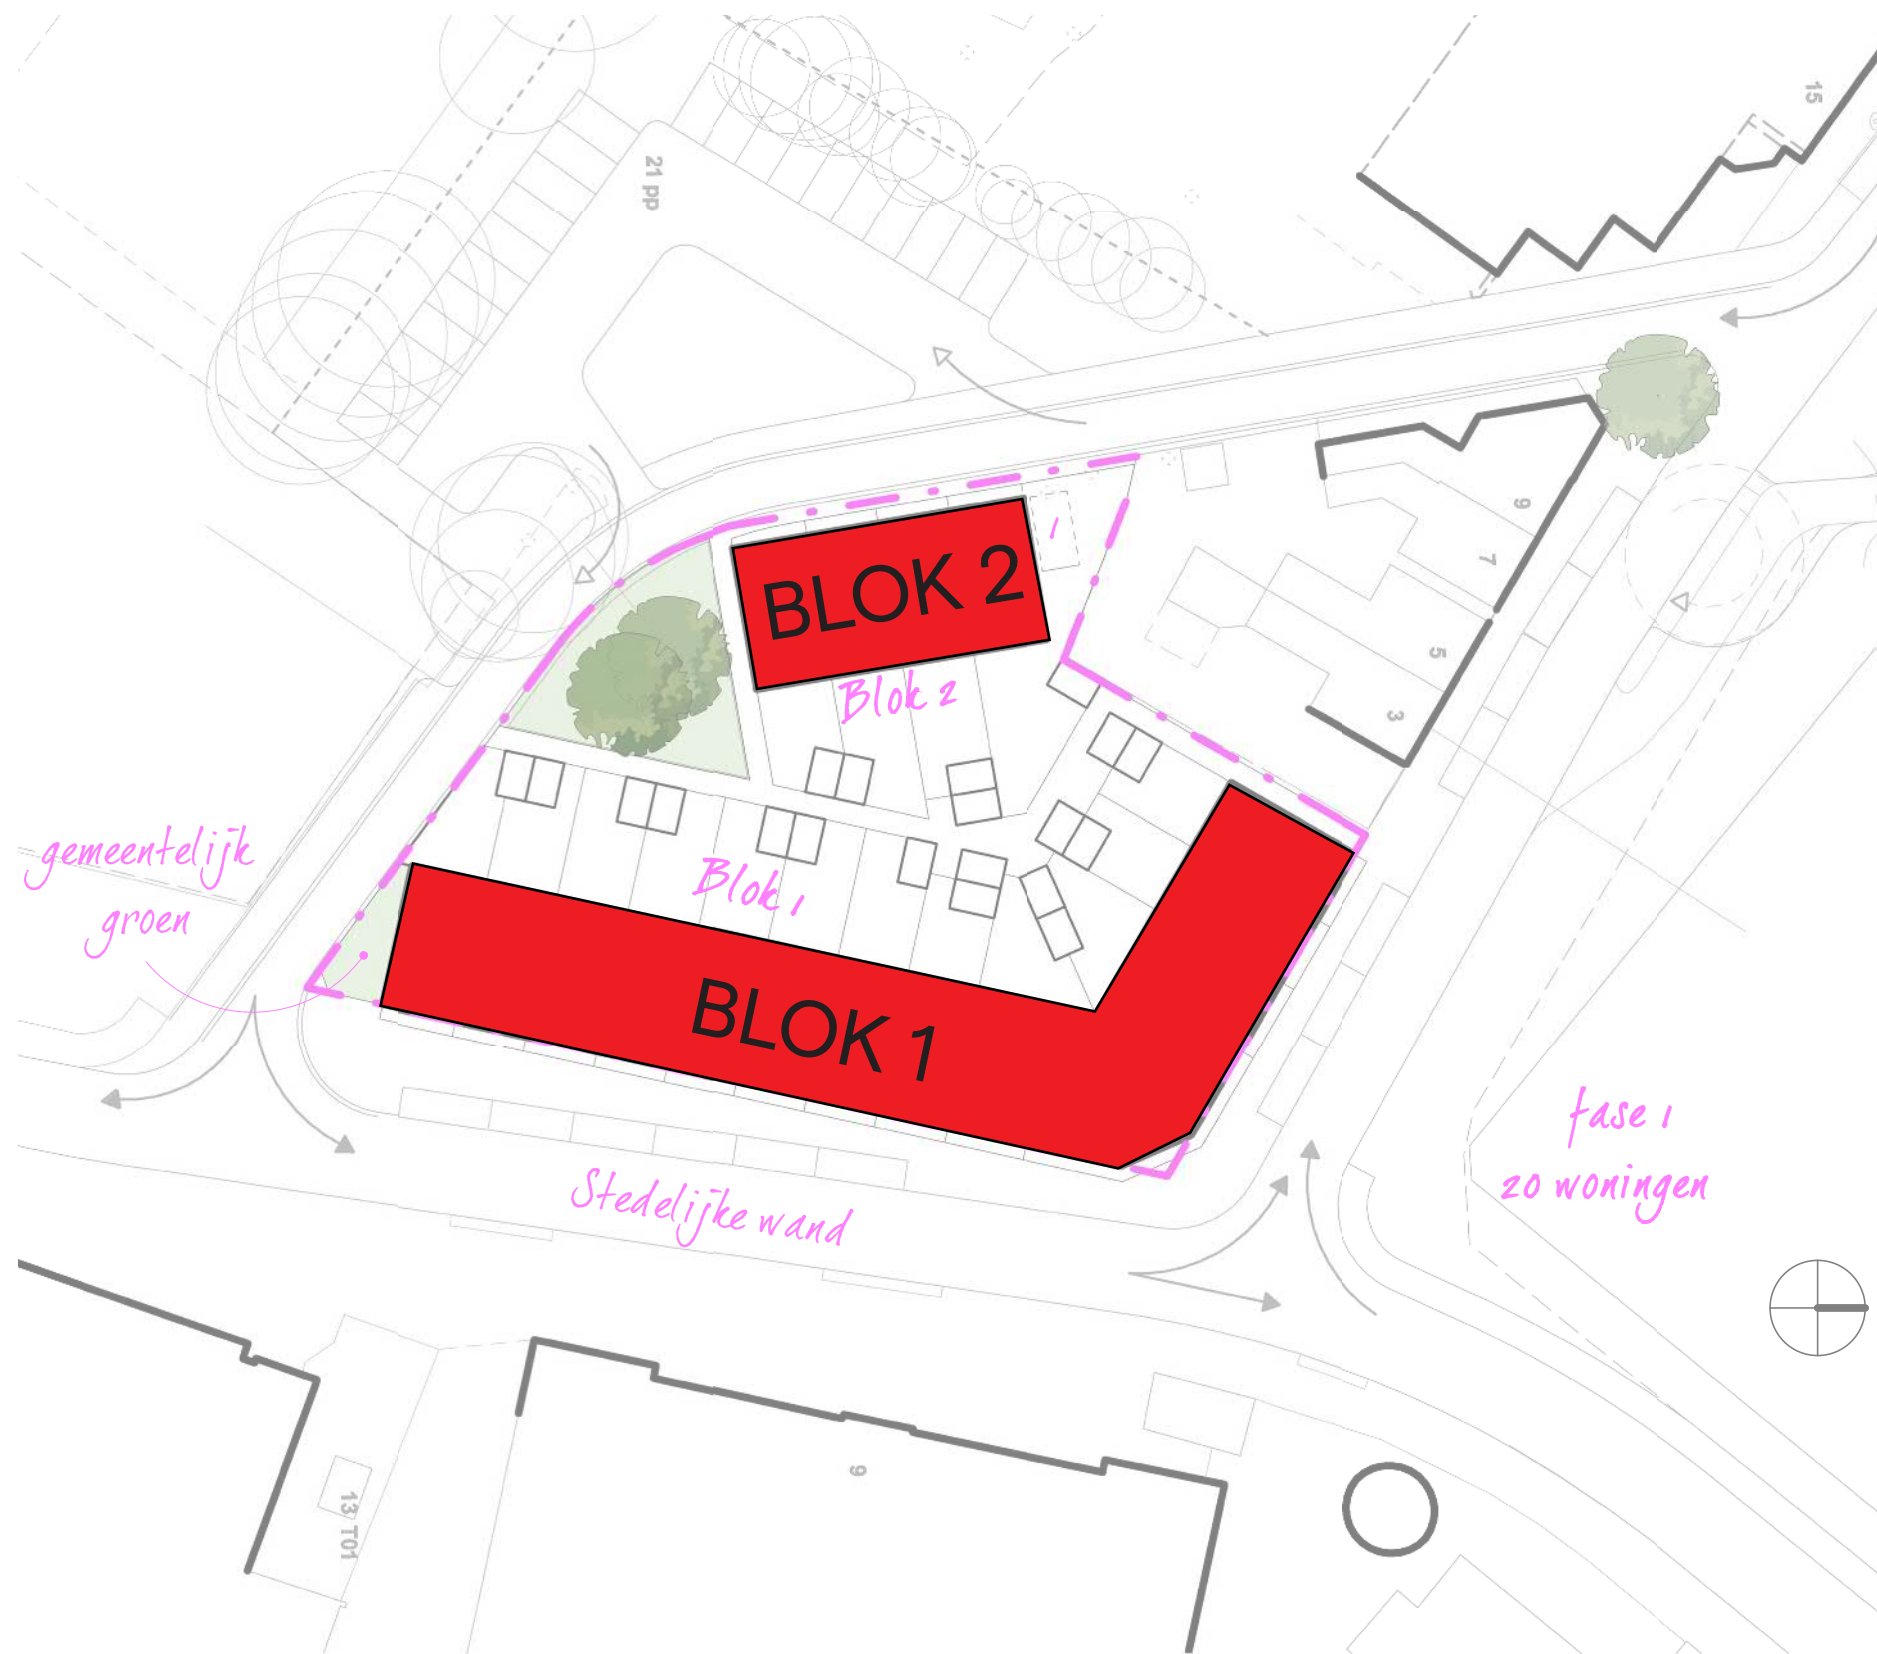 15
21 pp
1
BLOK 2
Blok 2
9
7
5
3
gemeentelijk
groen
Blok 1
BLOK 1
Stedelijke wand
fase 1
20 woningen
9
13 T01